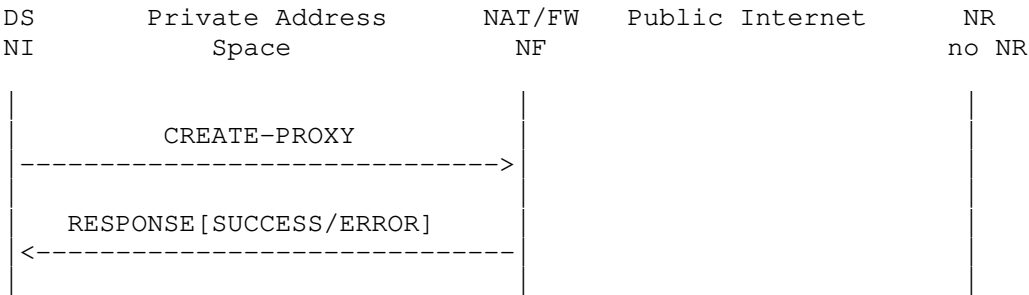 DS Private Address NAT/FW Public Internet NR
NI Space NF no NR
CREATE-PROXY
RESPONSE[SUCCESS/ERROR]